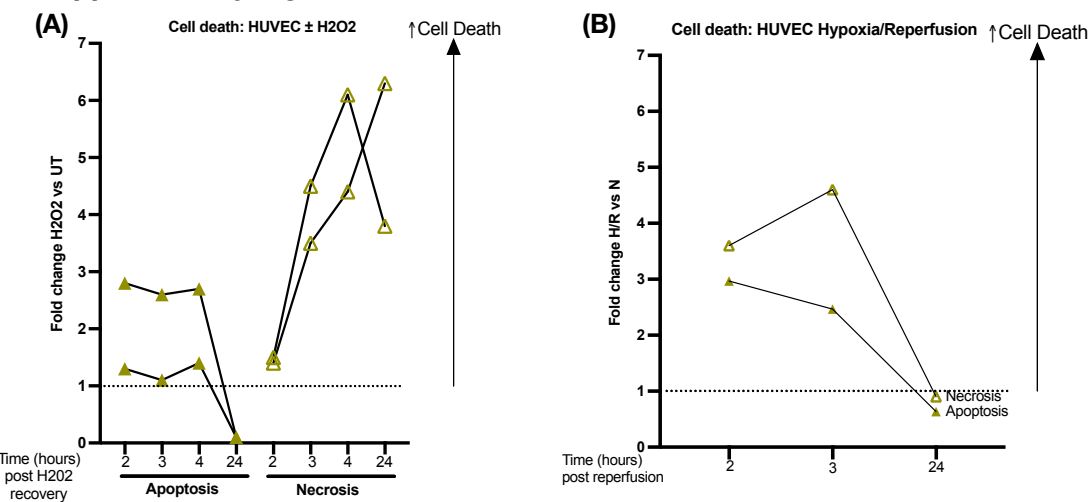 (A)
Cell death: HUVEC ± H2O2
↑Cell Death
Fold change H2O2 vs UT
7
6
5
4
3
2
1
0
2 3 4 24 2 3 4 24
Time (hours)
post H202
recovery
Apoptosis Necrosis
(B)
Cell death: HUVEC Hypoxia/Reperfusion
↑Cell Death
Fold change H/R vs N
7
6
5
4
3
2
1
0
Necrosis
Apoptosis
2 3 24
Time (hours)
post reperfusion